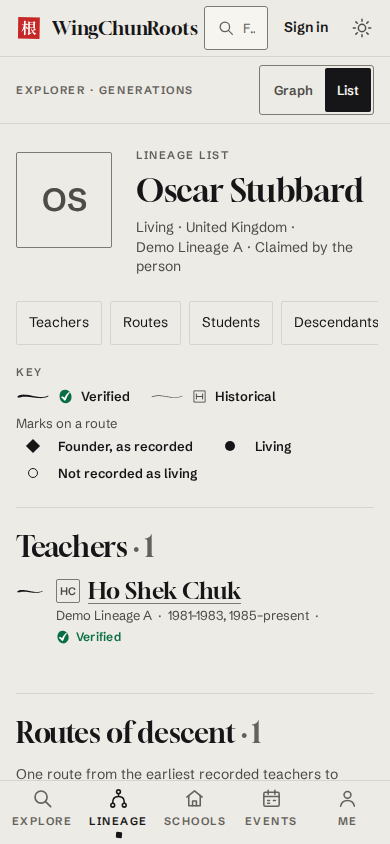 根 WingChunRoots F.. Sign in
EXPLORER · GENERATIONS Graph List
LINEAGE LIST
OS Oscar Stubbard
Living · United Kingdom ·
Demo Lineage A · Claimed by the
person
Teachers Routes Students Descendants
KEY
Verified Historical
Marks on a route
Founder, as recorded Living
Not recorded as living
Teachers · 1
HC Ho Shek Chuk
Demo Lineage A · 1981–1983, 1985–present ·
Verified
Routes of descent · 1
One route from the earliest recorded teachers to
EXPLORE LINEAGE SCHOOLS EVENTS ME